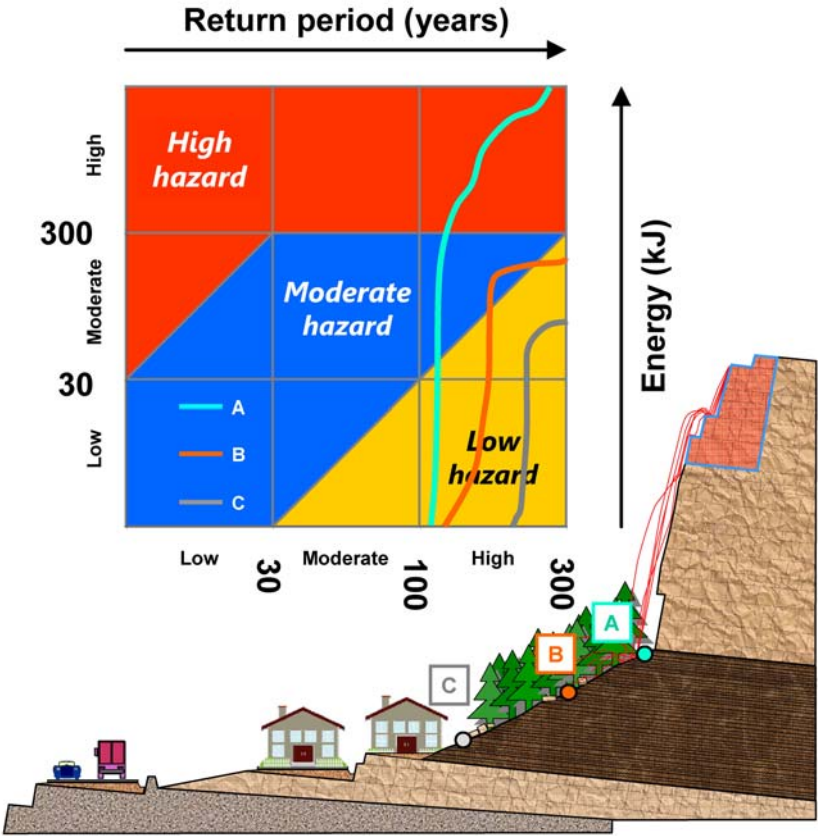 Return period (years)
High
hazard
High
300
Moderate
Moderate
hazard
Energy (kJ)
30
A
B
C
Low
Low
hazard
Low
30
Moderate
100
High
300
A
B
C